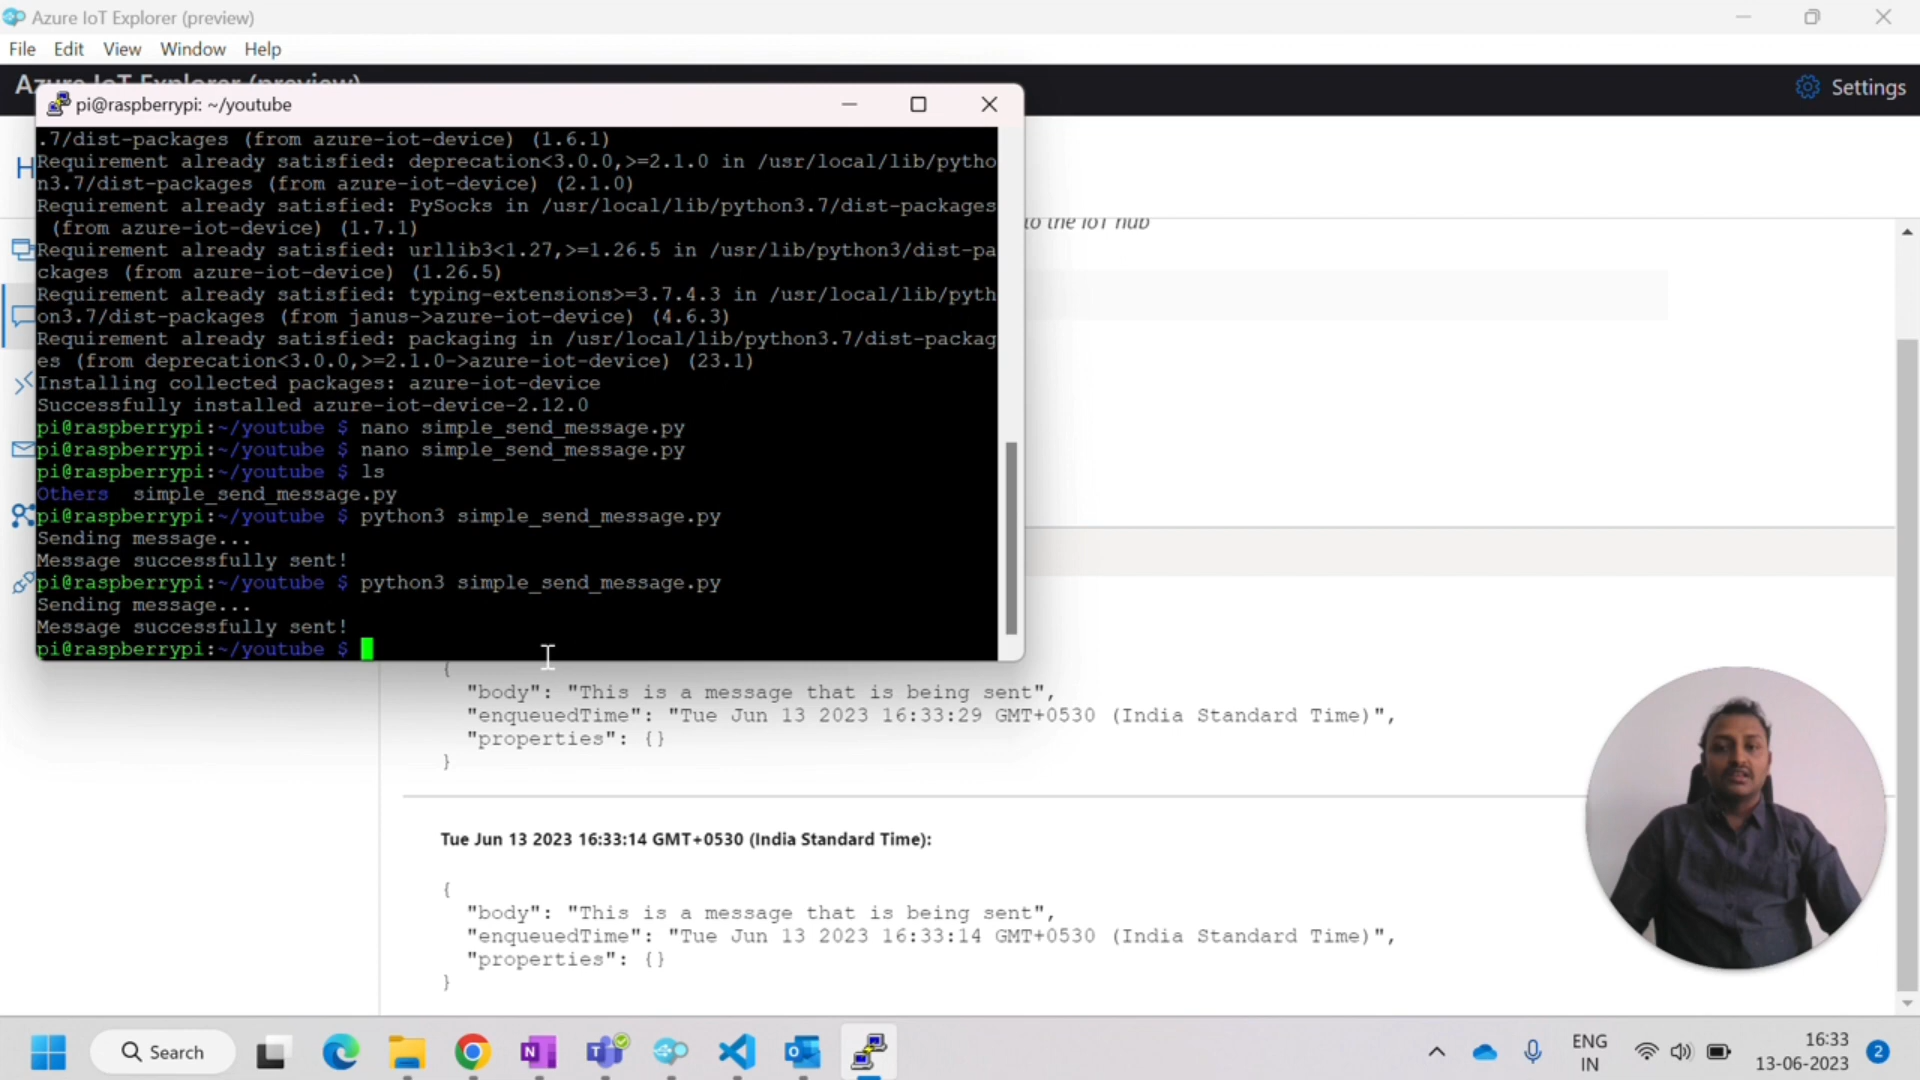 Azure IoT Explorer (preview)
File Edit View Window Help
Azure IoT Explorer (preview)
Settings
pi@raspberrypi: ~/youtube
.7/dist-packages (from azure-iot-device) (1.6.1)
Requirement already satisfied: deprecation<3.0.0,>=2.1.0 in /usr/local/lib/pytho
n3.7/dist-packages (from azure-iot-device) (2.1.0)
Requirement already satisfied: PySocks in /usr/local/lib/python3.7/dist-packages
(from azure-iot-device) (1.7.1)
Requirement already satisfied: urllib3<1.27,>=1.26.5 in /usr/lib/python3/dist-pa
ckages (from azure-iot-device) (1.26.5)
Requirement already satisfied: typing-extensions>=3.7.4.3 in /usr/local/lib/pyth
on3.7/dist-packages (from janus->azure-iot-device) (4.6.3)
Requirement already satisfied: packaging in /usr/local/lib/python3.7/dist-packag
es (from deprecation<3.0.0,>=2.1.0->azure-iot-device) (23.1)
Installing collected packages: azure-iot-device
Successfully installed azure-iot-device-2.12.0
pi@raspberrypi:~/youtube $ nano simple_send_message.py
pi@raspberrypi:~/youtube $ nano simple_send_message.py
pi@raspberrypi:~/youtube $ ls
Others simple_send_message.py
pi@raspberrypi:~/youtube $ python3 simple_send_message.py
Sending message...
Message successfully sent!
pi@raspberrypi:~/youtube $ python3 simple_send_message.py
Sending message...
Message successfully sent!
pi@raspberrypi:~/youtube $
to the IoT hub
{
"body": "This is a message that is being sent",
"enqueuedTime": "Tue Jun 13 2023 16:33:29 GMT+0530 (India Standard Time)",
"properties": {}
}
Tue Jun 13 2023 16:33:14 GMT+0530 (India Standard Time):
{
"body": "This is a message that is being sent",
"enqueuedTime": "Tue Jun 13 2023 16:33:14 GMT+0530 (India Standard Time)",
"properties": {}
}
Search
ENG
IN
16:33
13-06-2023
2